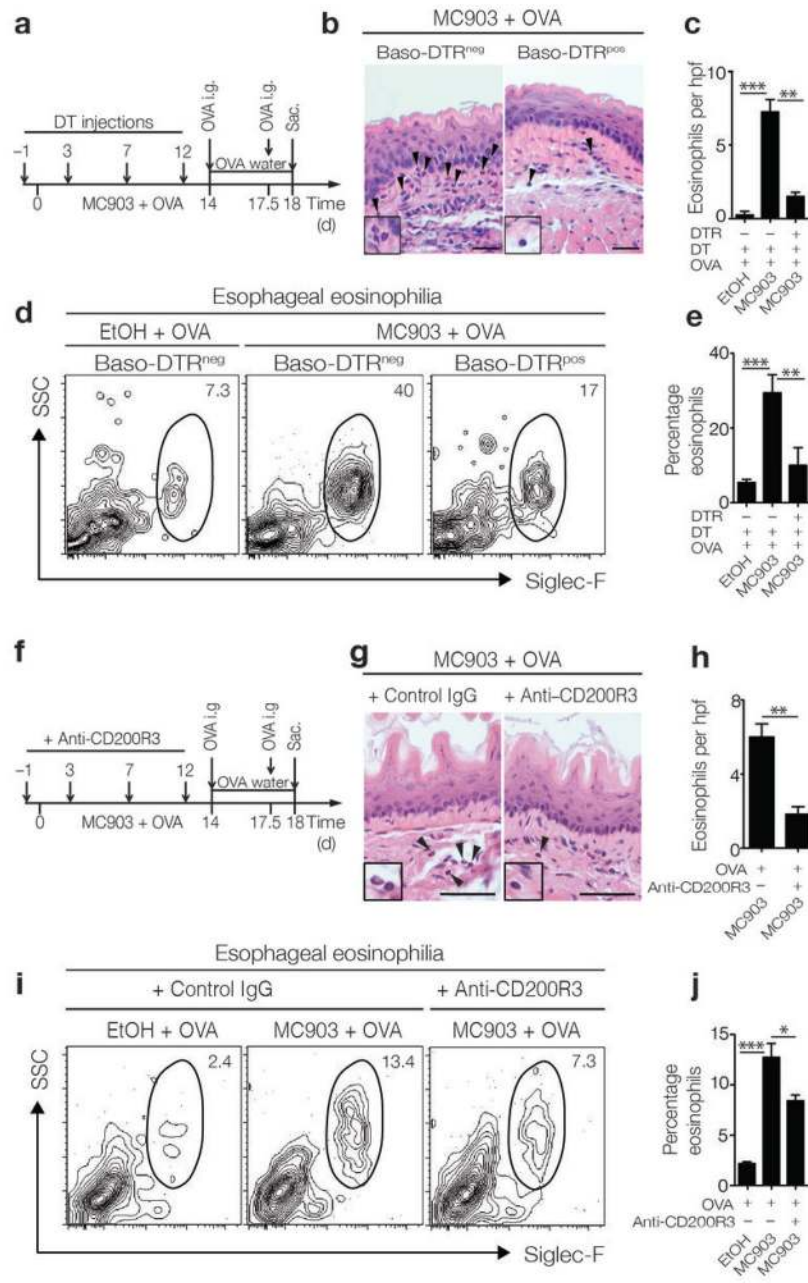 a
DT injections
−1 3 7 12
OVA i.g.
OVA i.g.
Sac.
OVA water
0 MC903 + OVA 14 17.5 18 Time
(d)
b
MC903 + OVA
Baso-DTRneg Baso-DTRpos
c
Eosinophils per hpf
10
5
0
*** **
DTR − − +
DT + + +
OVA + + +
EtOH MC903 MC903
d
Esophageal eosinophilia
EtOH + OVA MC903 + OVA
Baso-DTRneg Baso-DTRneg Baso-DTRpos
7.3 40 17
SSC
Siglec-F
e
Percentage
eosinophils
40
20
0
*** **
DTR − − +
DT + + +
OVA + + +
EtOH MC903 MC903
f
+ Anti-CD200R3
−1 3 7 12
OVA i.g
OVA i.g
Sac.
OVA water
0 MC903 + OVA 14 17.5 18 Time
(d)
g
MC903 + OVA
+ Control IgG + Anti-CD200R3
h
Eosinophils per hpf
8
4
0
**
OVA + +
Anti-CD200R3 − +
MC903 MC903
i
Esophageal eosinophilia
+ Control IgG + Anti-CD200R3
EtOH + OVA MC903 + OVA MC903 + OVA
2.4 13.4 7.3
SSC
Siglec-F
j
Percentage
eosinophils
15
10
5
0
*** *
OVA + + +
Anti-CD200R3 − − +
EtOH MC903 MC903